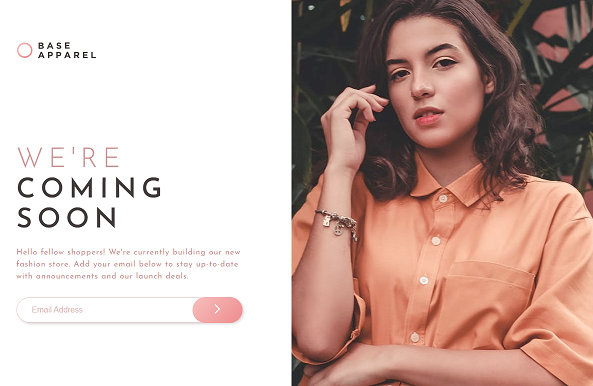 BASE
APPAREL
WE'RE
COMING
SOON
Hello fellow shoppers! We're currently building our new
fashion store. Add your email below to stay up-to-date
with announcements and our launch deals.
Email Address